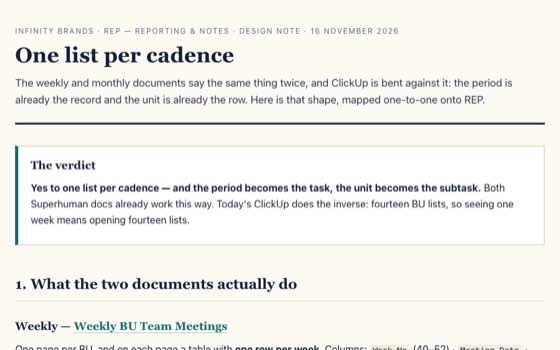 INFINITY BRANDS · REP — REPORTING & NOTES · DESIGN NOTE · 16 NOVEMBER 2026
One list per cadence
The weekly and monthly documents say the same thing twice, and ClickUp is bent against it: the period is
already the record and the unit is already the row. Here is that shape, mapped one-to-one onto REP.
The verdict
Yes to one list per cadence — and the period becomes the task, the unit becomes the subtask. Both
Superhuman docs already work this way. Today's ClickUp does the inverse: fourteen BU lists, so seeing one
week means opening fourteen lists.
1. What the two documents actually do
Weekly — Weekly BU Team Meetings
One page per BU, and on each page a table with one row per week. Columns: Week No (40–52) · Meeting Date ·